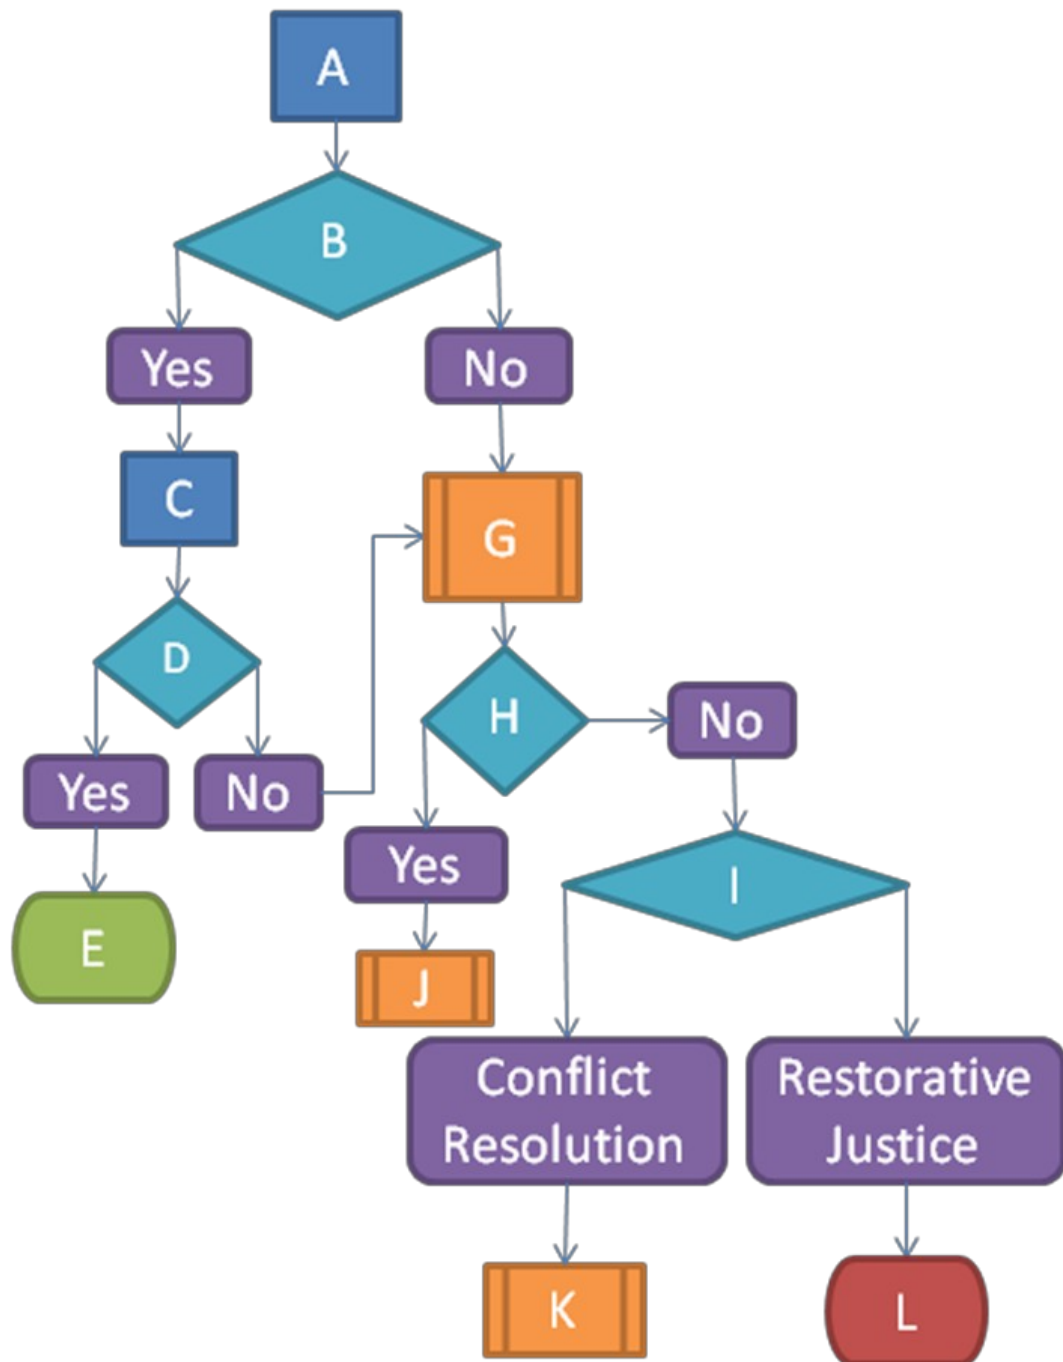 A
B
Yes
No
C
G
D
H
No
Yes
No
Yes
I
E
J
Conflict
Resolution
Restorative
Justice
K
L